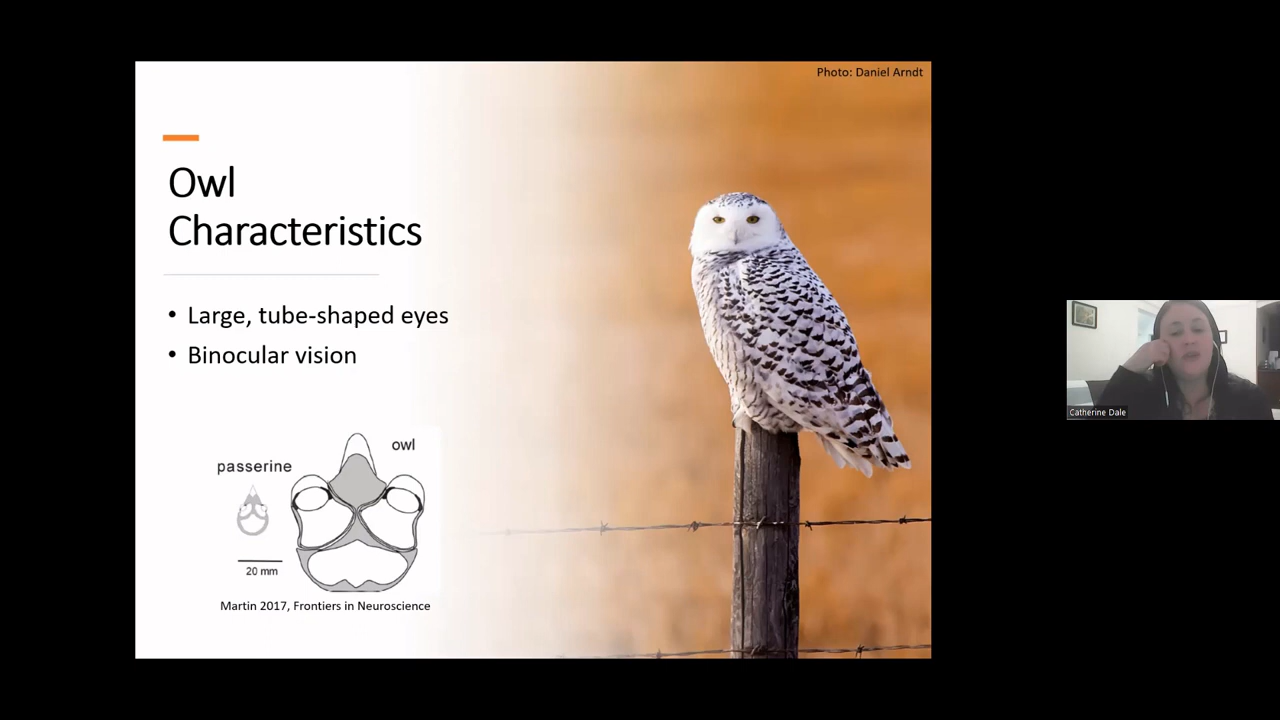 Photo: Daniel Arndt
Owl
Characteristics
• Large, tube-shaped eyes
• Binocular vision
owl
passerine
20 mm
Martin 2017, Frontiers in Neuroscience
Catherine Dale